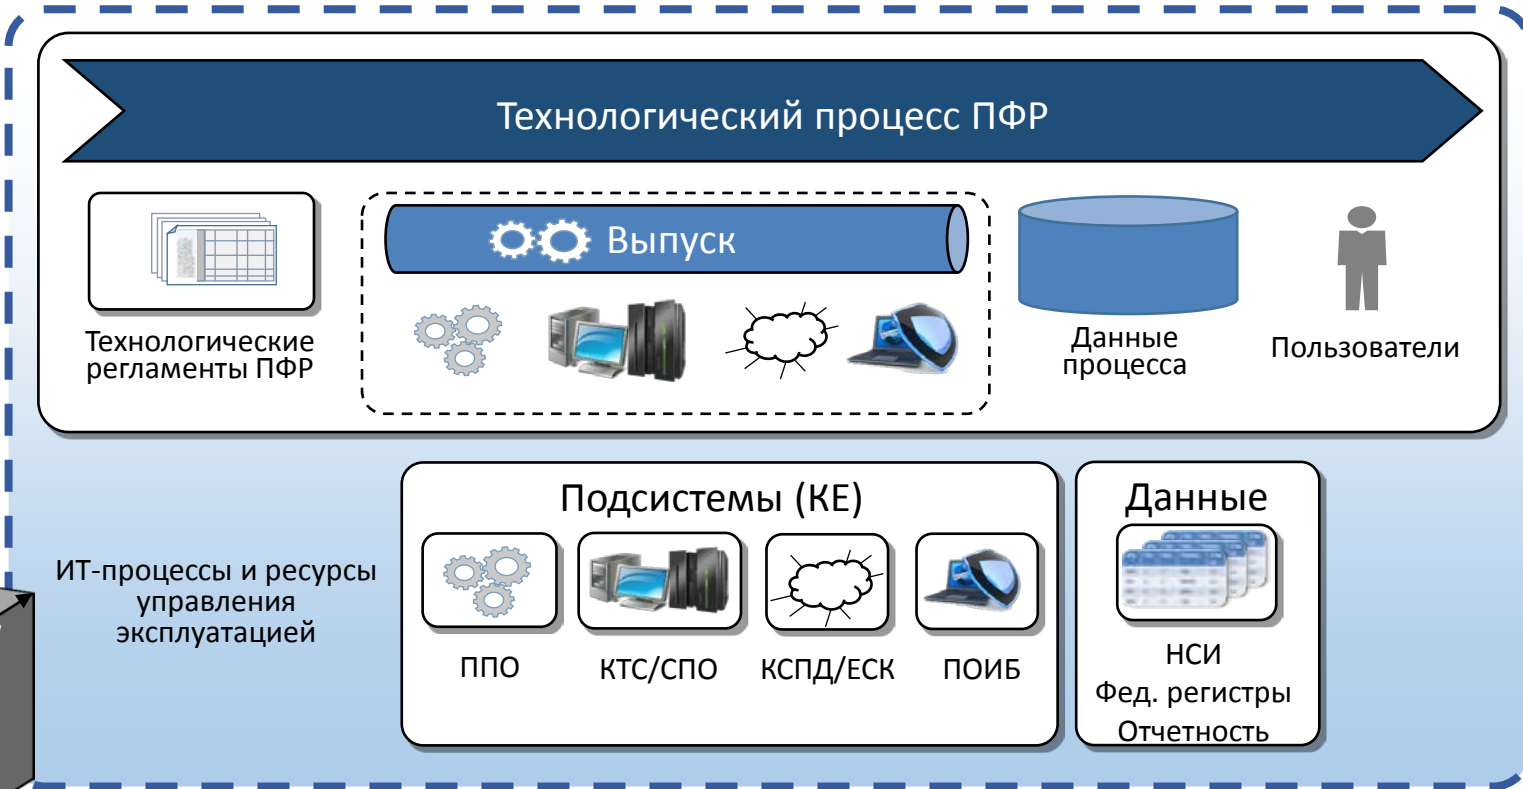 Технологический процесс ПФР
Выпуск
Технологические
регламенты ПФР
Данные
процесса
Пользователи
Подсистемы (КЕ)
Данные
ИТ-процессы и ресурсы
управления
эксплуатацией
ППО
КТС/СПО
КСПД/ЕСК
ПОИБ
НСИ
Фед. регистры
Отчетность